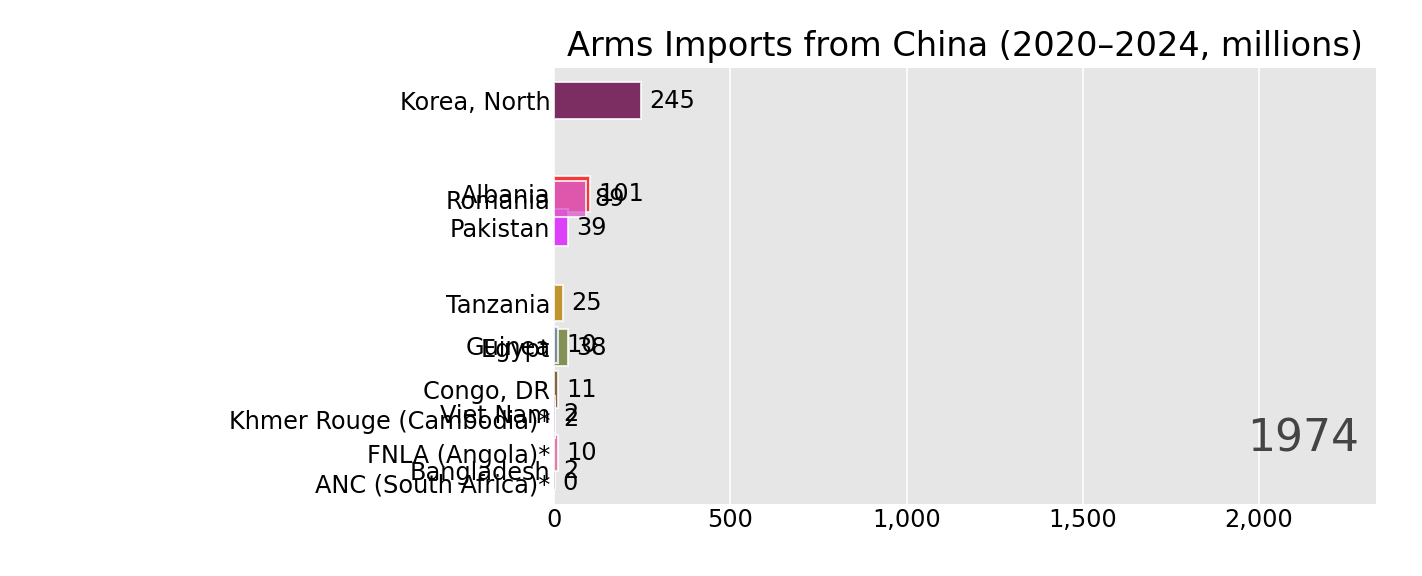 Arms Imports from China (2020–2024, millions)
Korea, North 245
Albania 101
Romania 89
Pakistan 39
Tanzania 25
Guinea 10
Egypt 38
Congo, DR 11
Viet Nam 2
Khmer Rouge (Cambodia)* 2
1974
FNLA (Angola)* 10
Bangladesh 2
ANC (South Africa)* 0
0 500 1,000 1,500 2,000